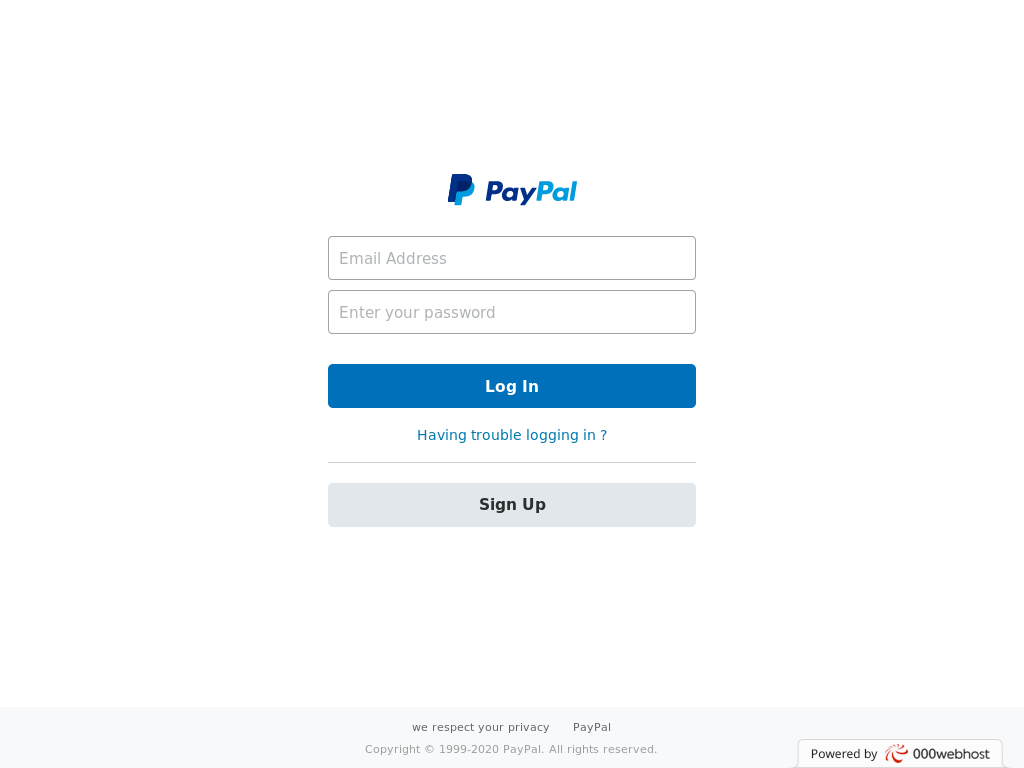 PayPal
Email Address
Enter your password
Log In
Having trouble logging in ?
Sign Up
we respect your privacy PayPal
Copyright © 1999-2020 PayPal. All rights reserved.
Powered by 000webhost